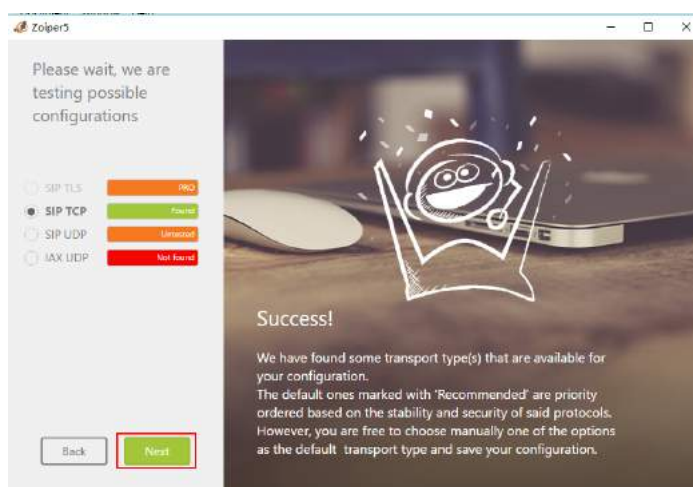 Zoiper5
Please wait, we are
testing possible
configurations
SIP TLS PRO
SIP TCP Found
SIP UDP Untested
IAX UDP Not found
Success!
We have found some transport type(s) that are available for
your configuration.
The default ones marked with 'Recommended' are priority
ordered based on the stability and security of said protocols.
However, you are free to choose manually one of the options
as the default transport type and save your configuration.
Back Next